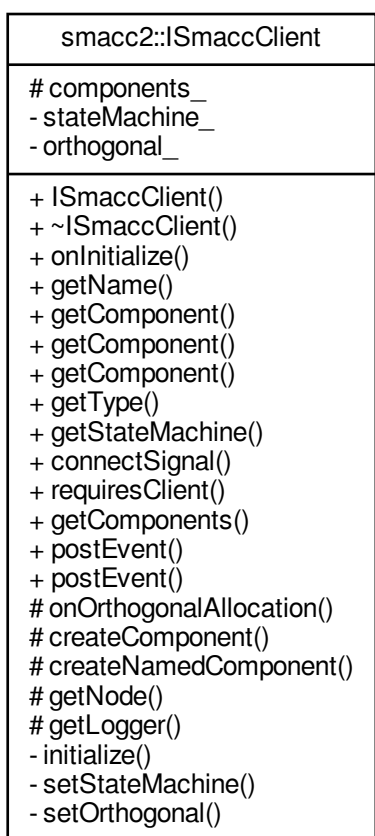 smacc2::ISmaccClient
# components_
- stateMachine_
- orthogonal_
+ ISmaccClient()
+ ~ISmaccClient()
+ onInitialize()
+ getName()
+ getComponent()
+ getComponent()
+ getComponent()
+ getType()
+ getStateMachine()
+ connectSignal()
+ requiresClient()
+ getComponents()
+ postEvent()
+ postEvent()
# onOrthogonalAllocation()
# createComponent()
# createNamedComponent()
# getNode()
# getLogger()
- initialize()
- setStateMachine()
- setOrthogonal()